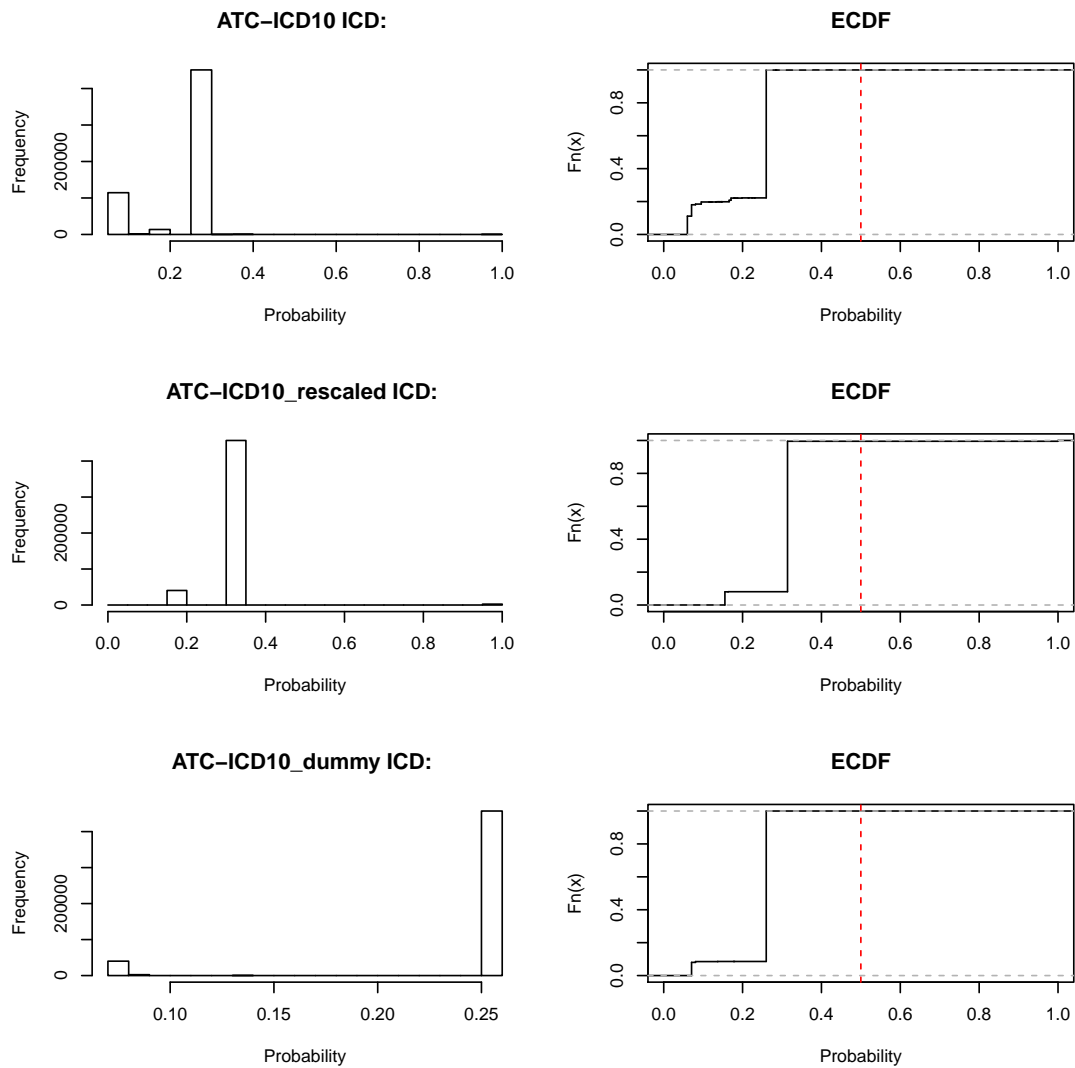 ATC−ICD10 ICD:
Frequency
0
200000
0.2 0.4 0.6 0.8 1.0
Probability
ECDF
Fn(x)
0.0 0.4 0.8
0.0 0.2 0.4 0.6 0.8 1.0
Probability
ATC−ICD10_rescaled ICD:
Frequency
0
200000
0.0 0.2 0.4 0.6 0.8 1.0
Probability
ECDF
Fn(x)
0.0 0.4 0.8
0.0 0.2 0.4 0.6 0.8 1.0
Probability
ATC−ICD10_dummy ICD:
Frequency
0
200000
0.10 0.15 0.20 0.25
Probability
ECDF
Fn(x)
0.0 0.4 0.8
0.0 0.2 0.4 0.6 0.8 1.0
Probability